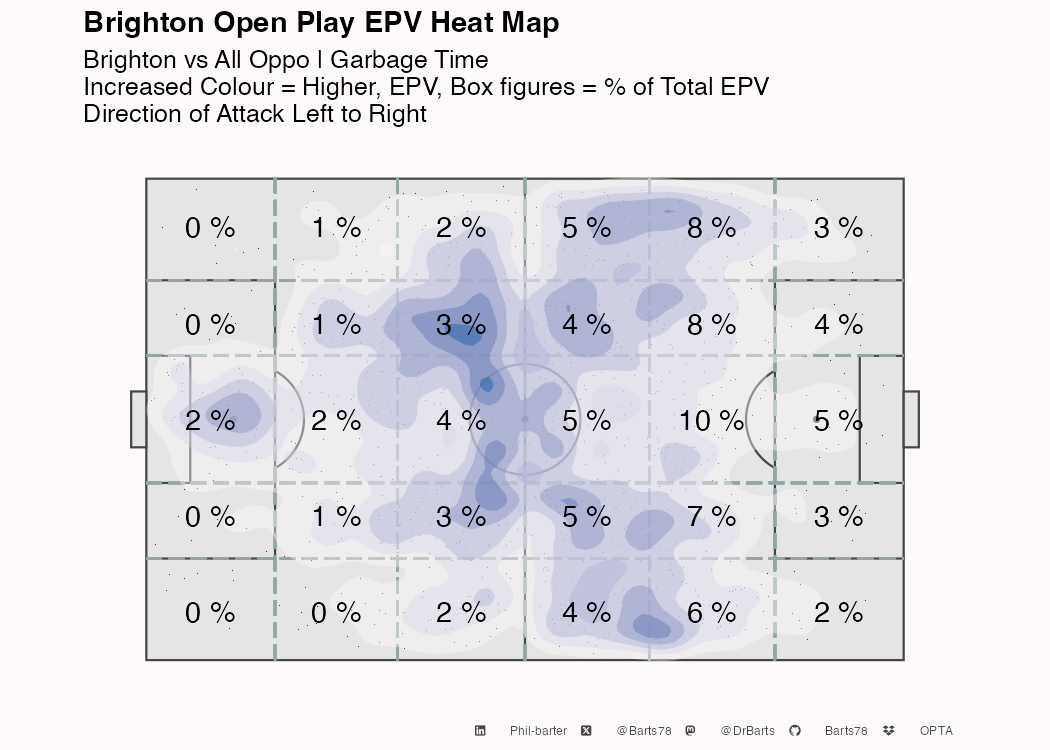 Brighton Open Play EPV Heat Map
Brighton vs All Oppo | Garbage Time
Increased Colour = Higher, EPV, Box figures = % of Total EPV
Direction of Attack Left to Right
0 % 1 % 2 % 5 % 8 % 3 %
0 % 1 % 3 % 4 % 8 % 4 %
2 % 2 % 4 % 5 % 10 % 5 %
0 % 1 % 3 % 5 % 7 % 3 %
0 % 0 % 2 % 4 % 6 % 2 %
Phil-barter @Barts78 @DrBarts Barts78 OPTA